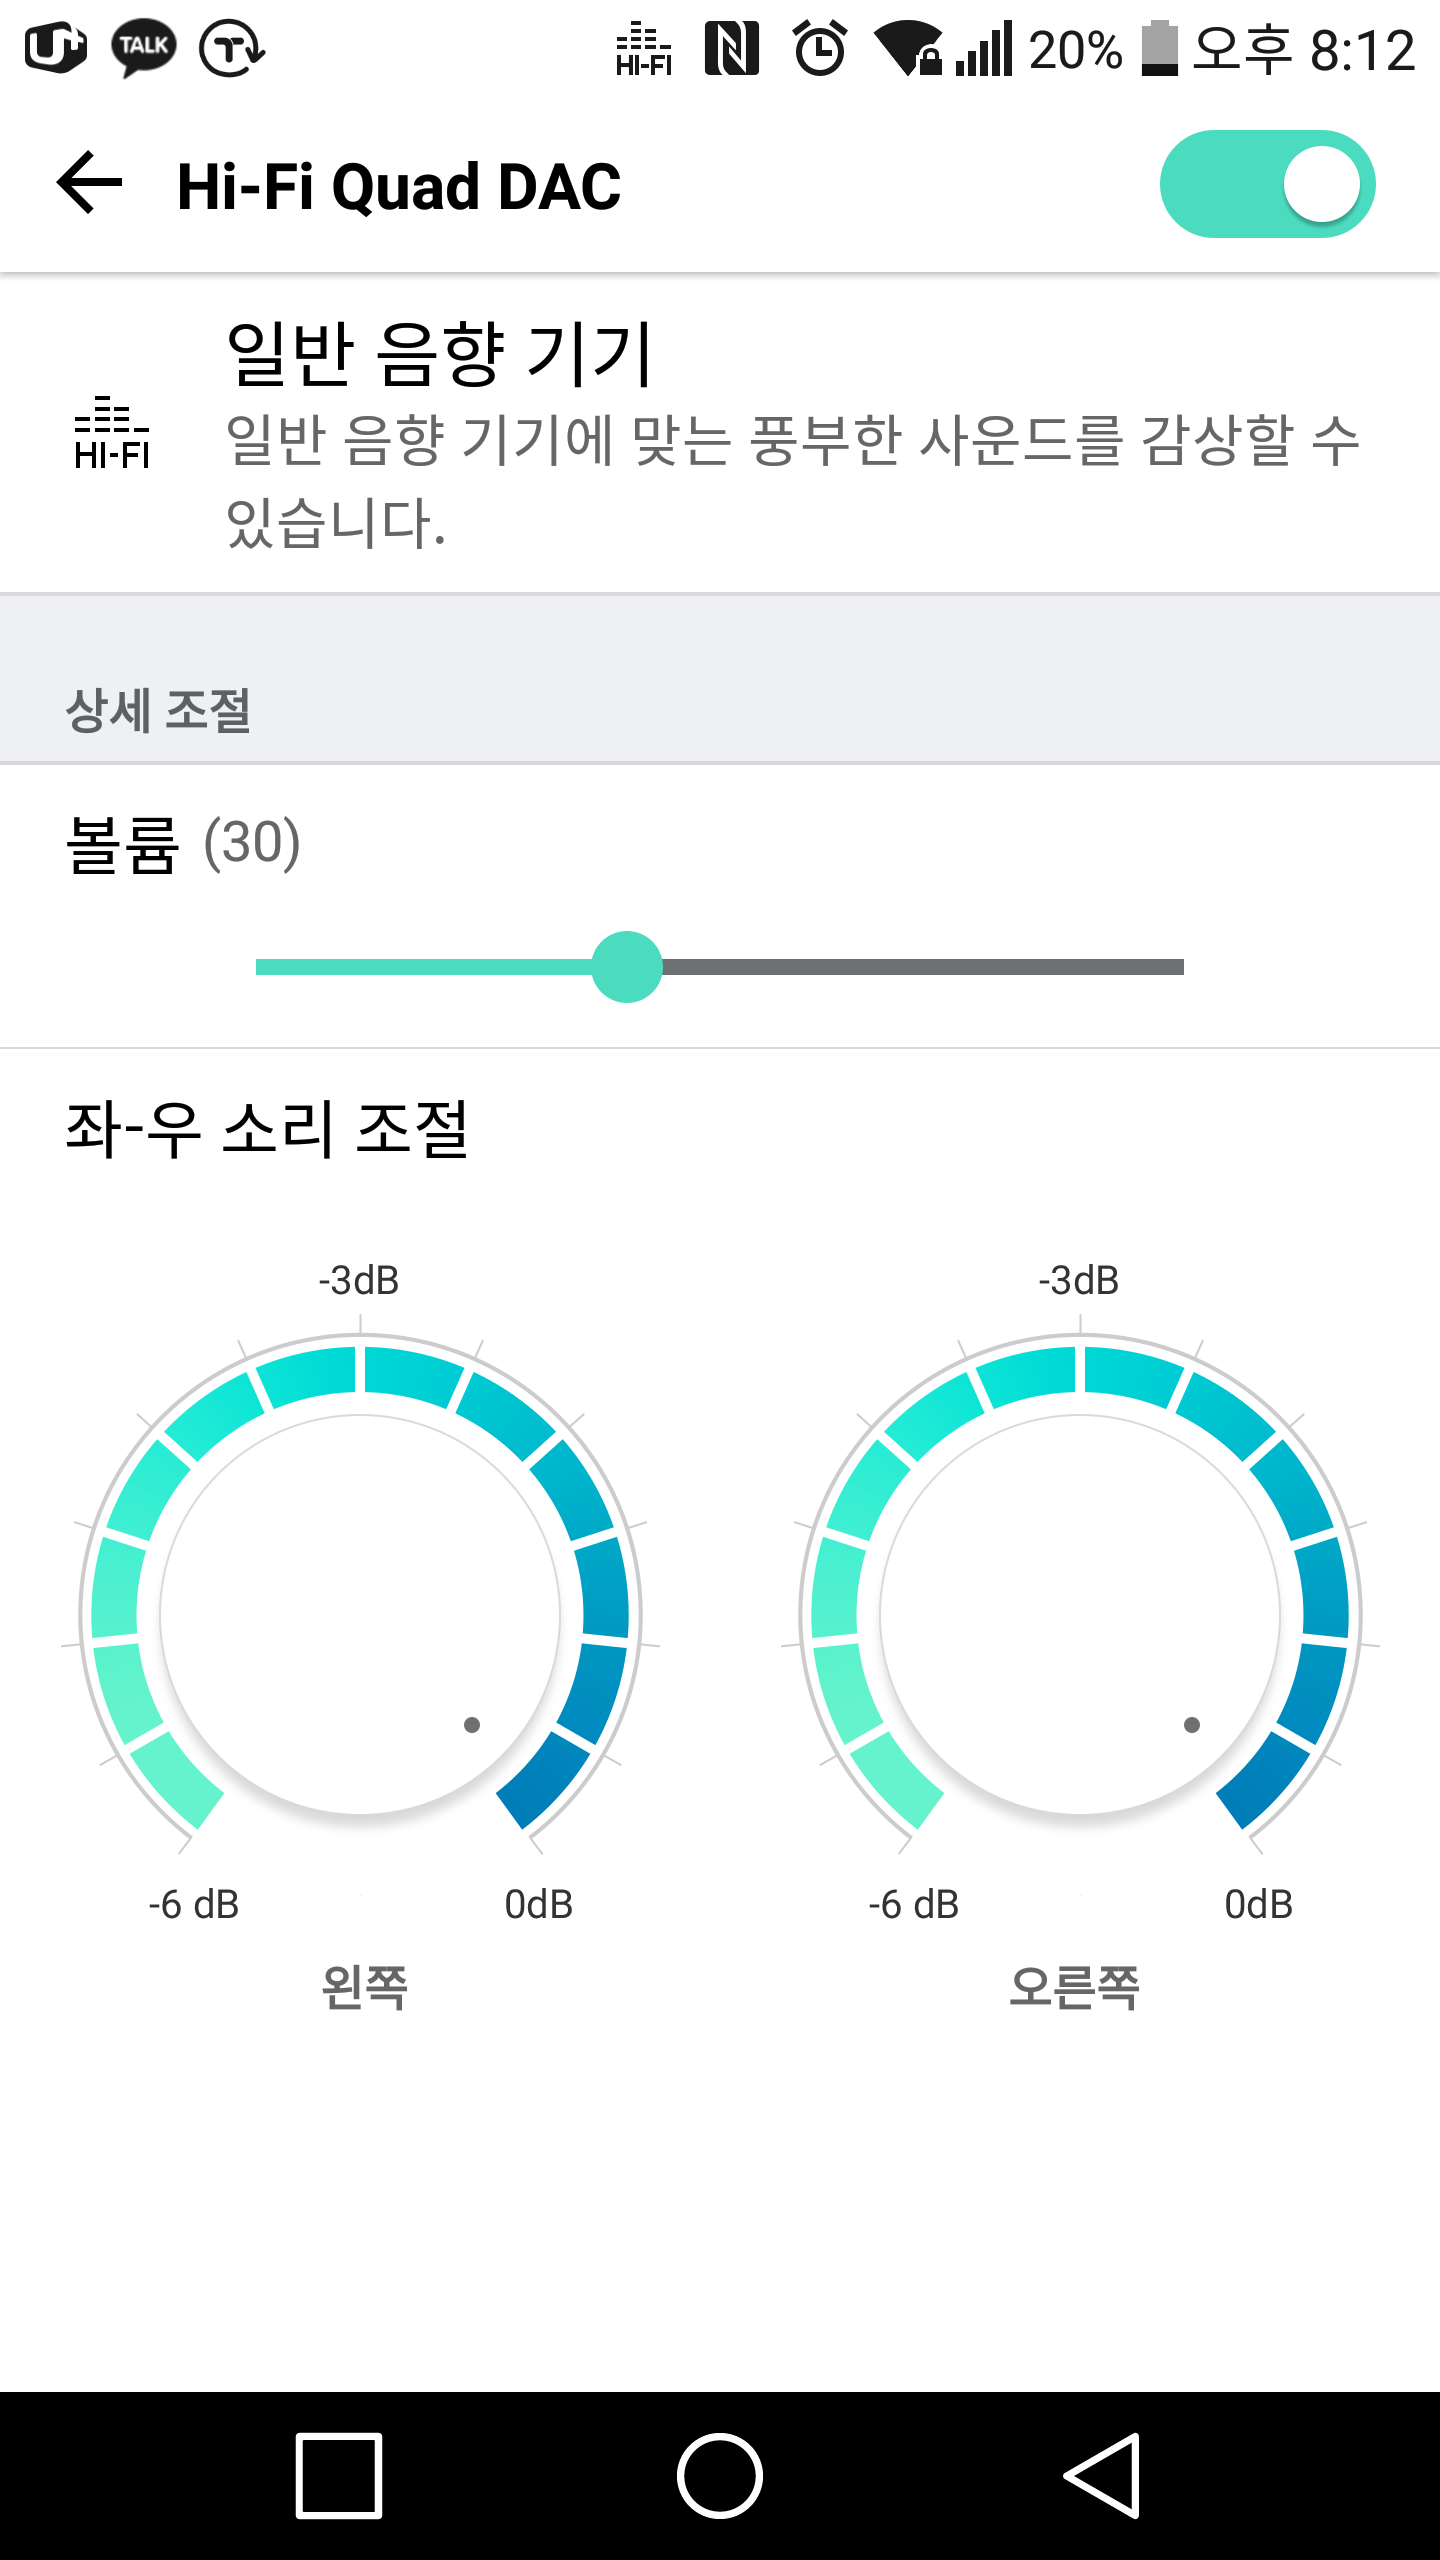 U+ TALK T HI-FI N 20% 오후 8:12
Hi-Fi Quad DAC
일반 음향 기기
HI-FI
일반 음향 기기에 맞는 풍부한 사운드를 감상할 수
있습니다.
상세 조절
볼륨 (30)
좌-우 소리 조절
-3dB -3dB
-6 dB 0dB -6 dB 0dB
왼쪽 오른쪽